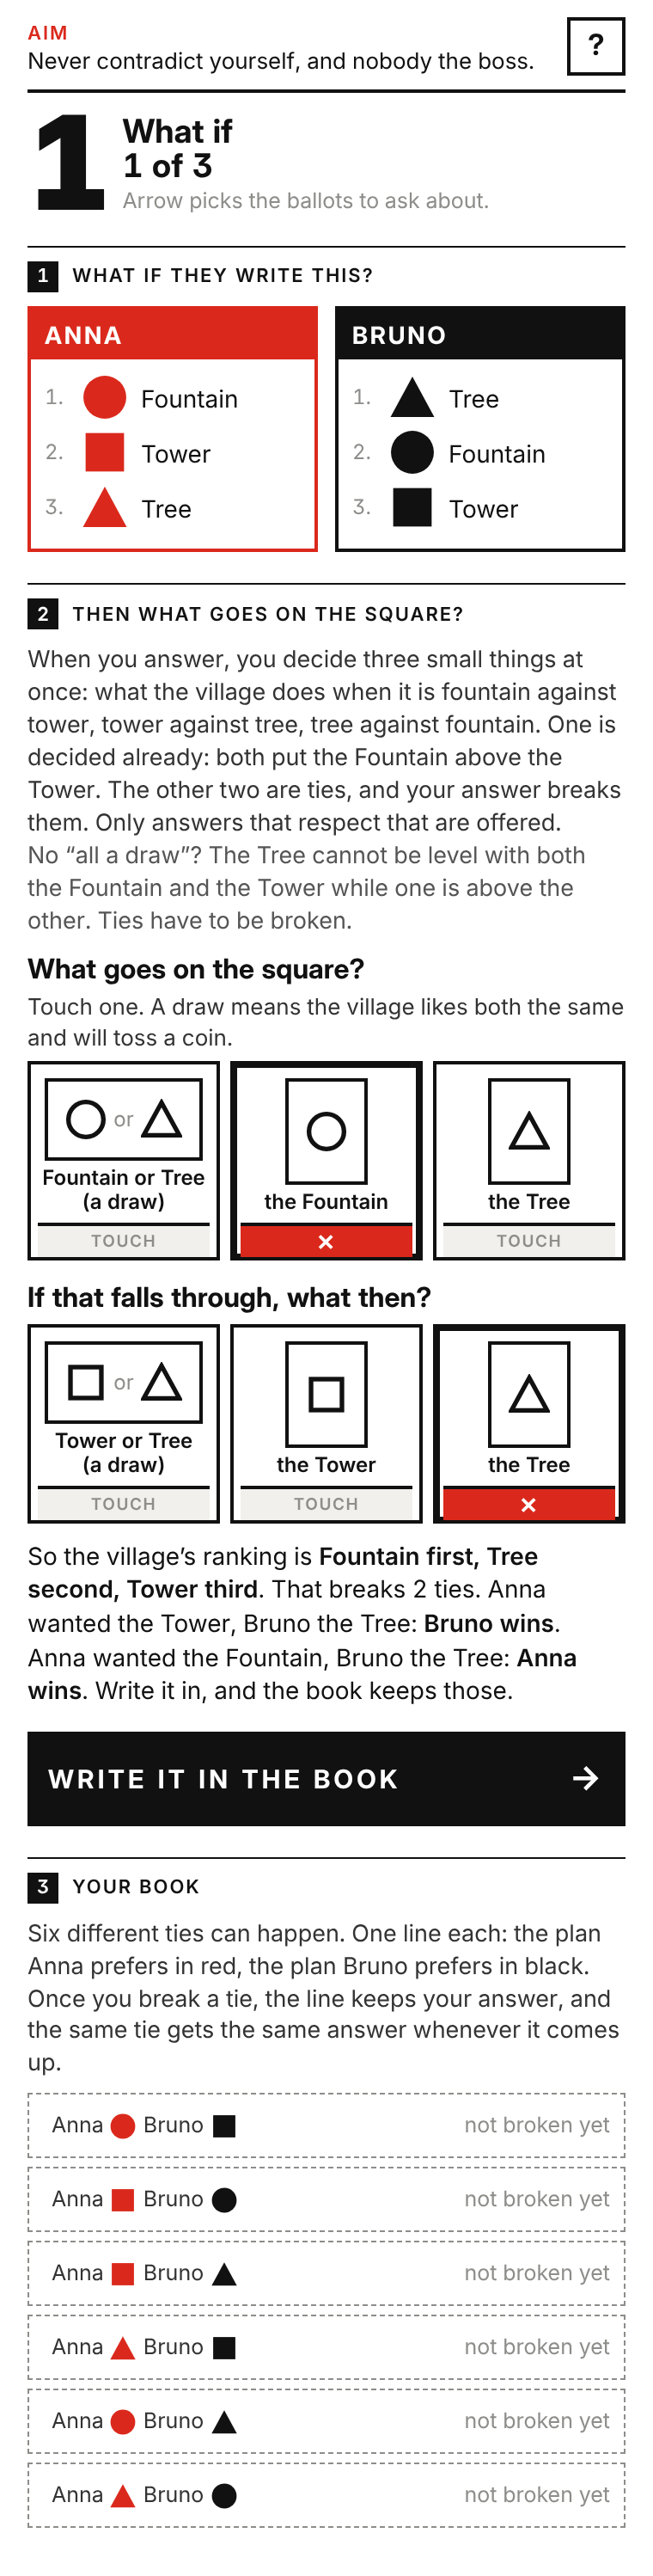 AIM
Never contradict yourself, and nobody the boss.
?
1
What if
1 of 3
Arrow picks the ballots to ask about.
1 WHAT IF THEY WRITE THIS?
ANNA
1. Fountain
2. Tower
3. Tree
BRUNO
1. Tree
2. Fountain
3. Tower
2 THEN WHAT GOES ON THE SQUARE?
When you answer, you decide three small things at
once: what the village does when it is fountain against
tower, tower against tree, tree against fountain. One is
decided already: both put the Fountain above the
Tower. The other two are ties, and your answer breaks
them. Only answers that respect that are offered.
No “all a draw”? The Tree cannot be level with both
the Fountain and the Tower while one is above the
other. Ties have to be broken.
What goes on the square?
Touch one. A draw means the village likes both the same
and will toss a coin.
or
Fountain or Tree
(a draw)
TOUCH
the Fountain
×
the Tree
TOUCH
If that falls through, what then?
or
Tower or Tree
(a draw)
TOUCH
the Tower
TOUCH
the Tree
×
So the village’s ranking is Fountain first, Tree
second, Tower third. That breaks 2 ties. Anna
wanted the Tower, Bruno the Tree: Bruno wins.
Anna wanted the Fountain, Bruno the Tree: Anna
wins. Write it in, and the book keeps those.
WRITE IT IN THE BOOK →
3 YOUR BOOK
Six different ties can happen. One line each: the plan
Anna prefers in red, the plan Bruno prefers in black.
Once you break a tie, the line keeps your answer, and
the same tie gets the same answer whenever it comes
up.
Anna Bruno not broken yet
Anna Bruno not broken yet
Anna Bruno not broken yet
Anna Bruno not broken yet
Anna Bruno not broken yet
Anna Bruno not broken yet